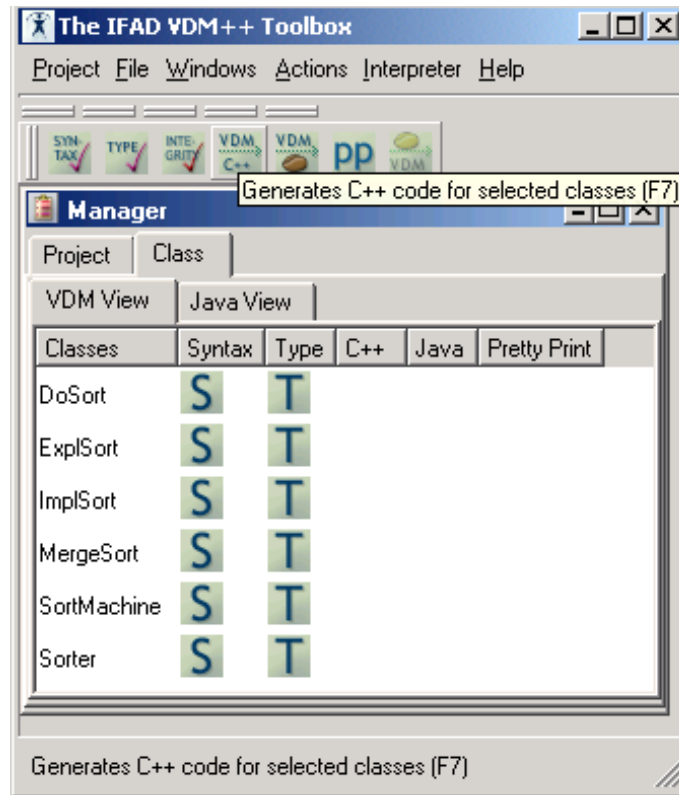 The IFAD VDM++ Toolbox
Project File Windows Actions Interpreter Help
SYN-TAX TYPE INTE-GRITY VDM C++ VDM pp VDM
Generates C++ code for selected classes (F7)
Manager
Project Class
VDM View Java View
Classes Syntax Type C++ Java Pretty Print
DoSort S T
ExplSort S T
ImplSort S T
MergeSort S T
SortMachine S T
Sorter S T
Generates C++ code for selected classes (F7)